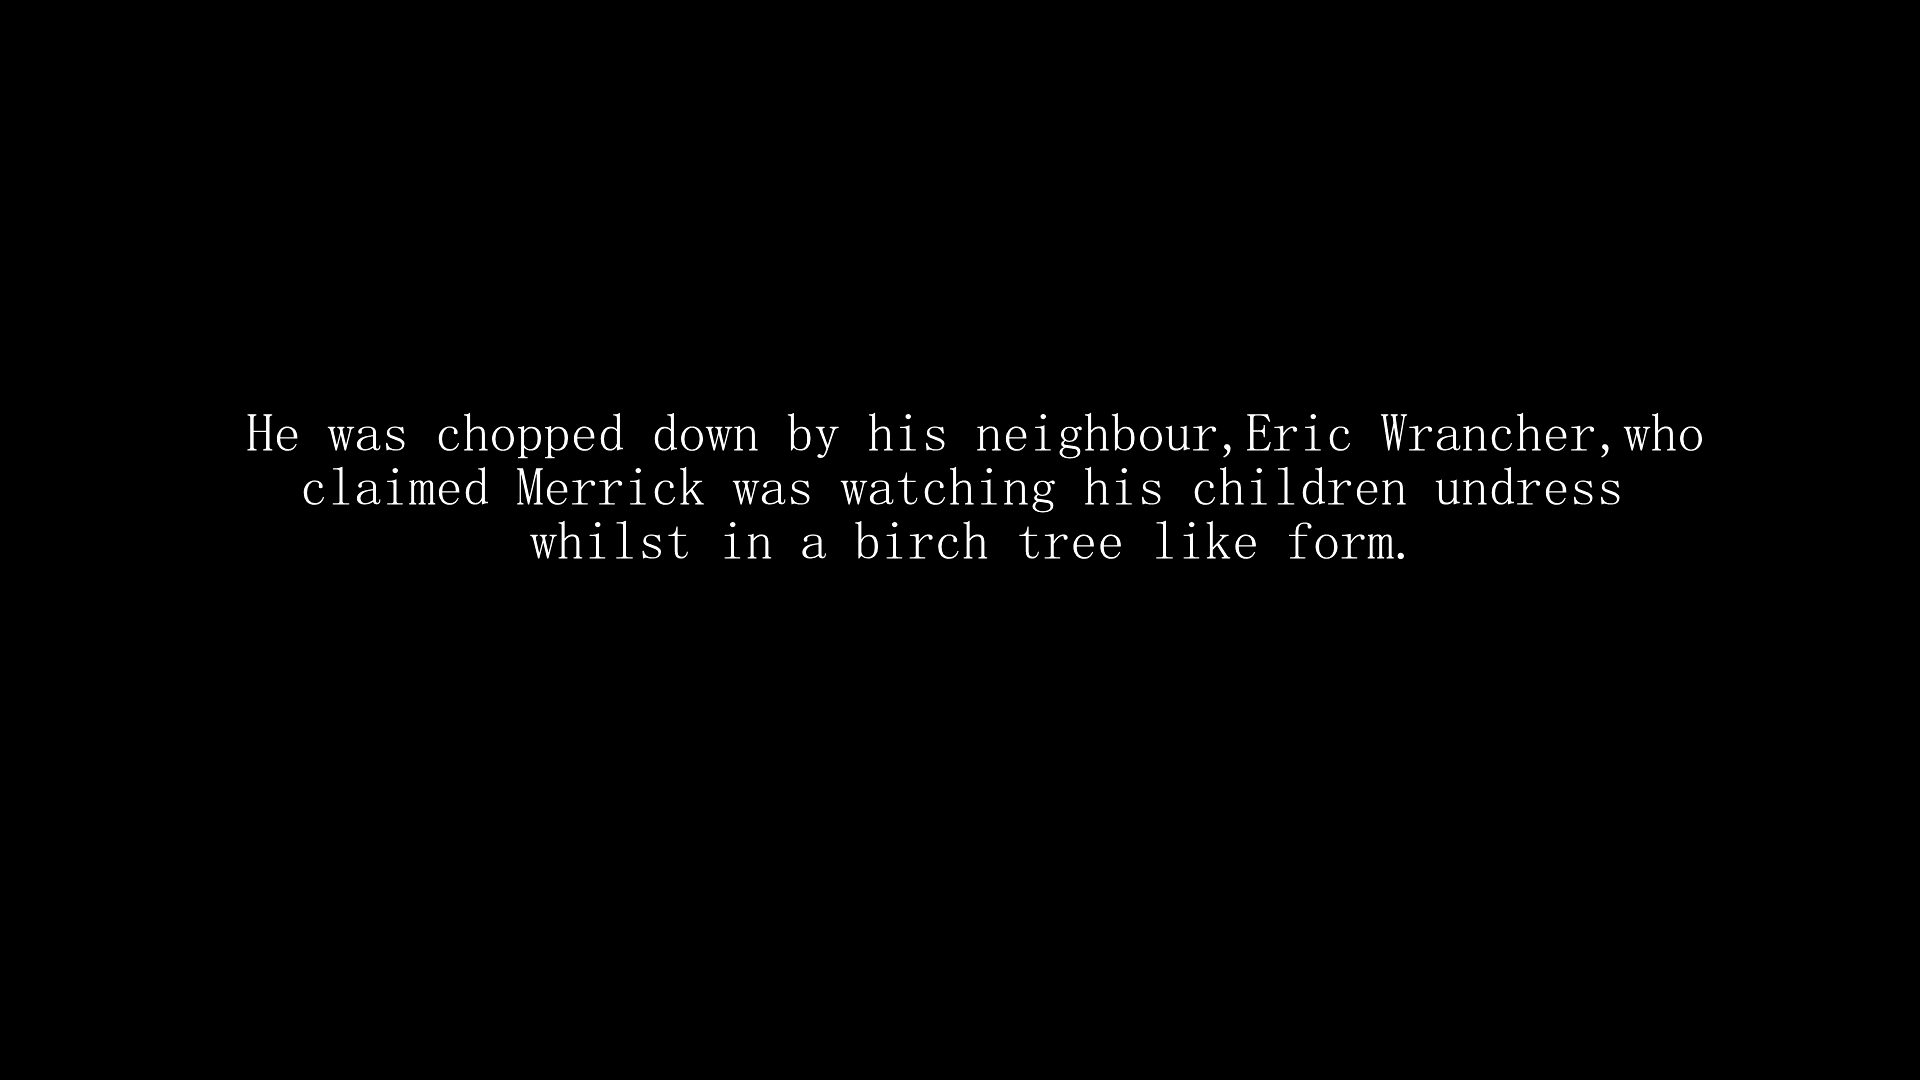 He was chopped down by his neighbour,Eric Wrancher,who
claimed Merrick was watching his children undress
whilst in a birch tree like form.